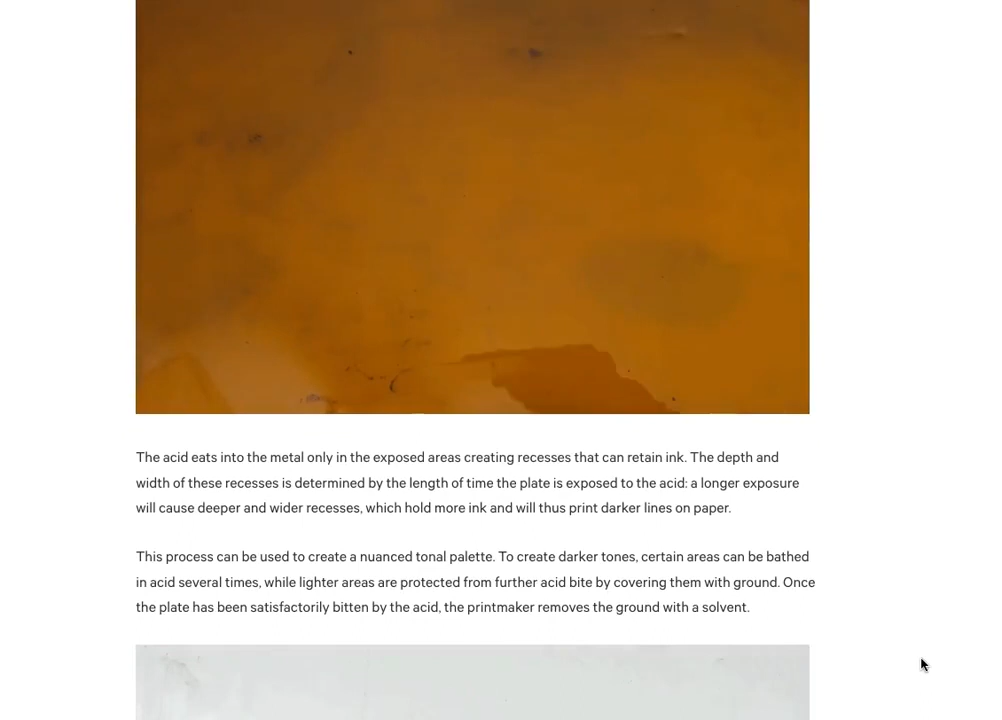 The acid eats into the metal only in the exposed areas creating recesses that can retain ink. The depth and
width of these recesses is determined by the length of time the plate is exposed to the acid: a longer exposure
will cause deeper and wider recesses, which hold more ink and will thus print darker lines on paper.
This process can be used to create a nuanced tonal palette. To create darker tones, certain areas can be bathed
in acid several times, while lighter areas are protected from further acid bite by covering them with ground. Once
the plate has been satisfactorily bitten by the acid, the printmaker removes the ground with a solvent.